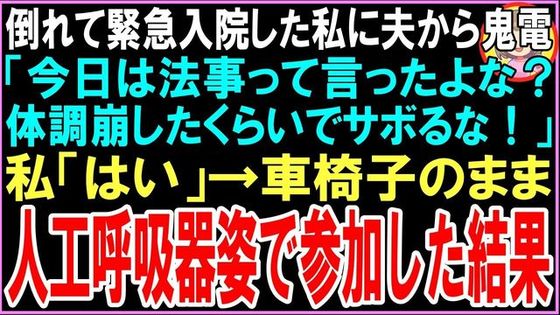 倒れて緊急入院した私に夫から鬼電
「今日は法事って言ったよな?
体調崩したくらいでサボるな!」
私「はい」→車椅子のまま
人工呼吸器姿で参加した結果